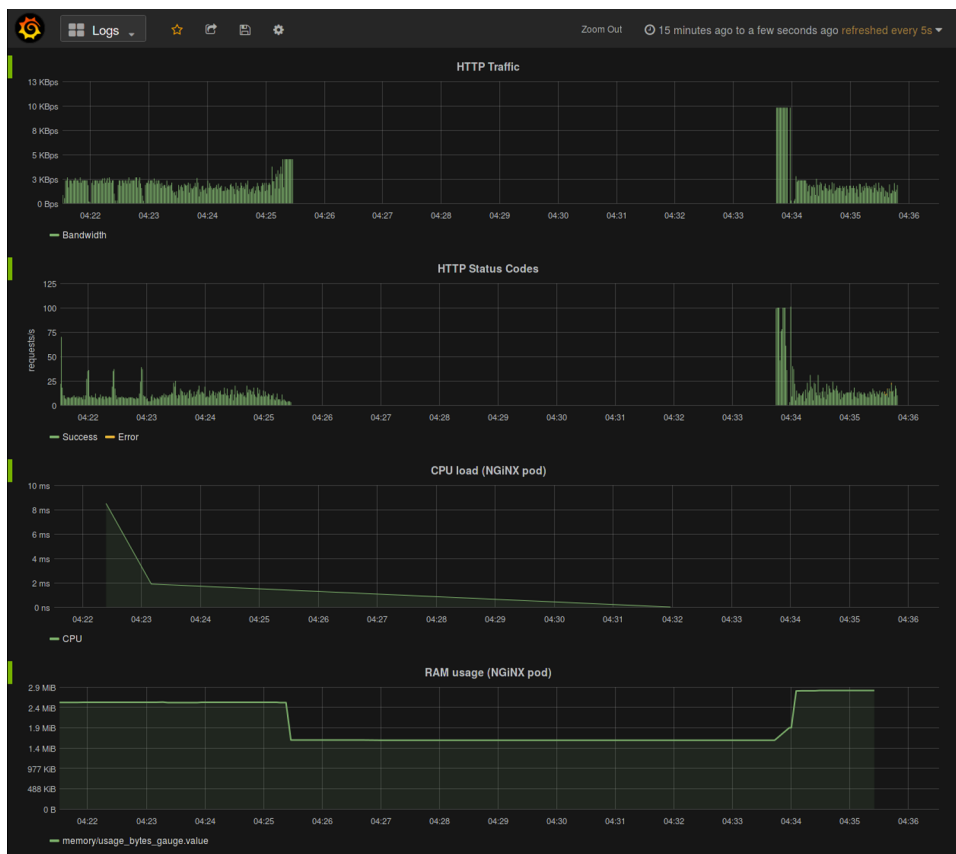 Logs
Zoom Out 15 minutes ago to a few seconds ago refreshed every 5s
HTTP Traffic
13 KBps
10 KBps
8 KBps
5 KBps
3 KBps
0 Bps
04:22 04:23 04:24 04:25 04:26 04:27 04:28 04:29 04:30 04:31 04:32 04:33 04:34 04:35 04:36
Bandwidth
HTTP Status Codes
requests/s
125
100
75
50
25
0
04:22 04:23 04:24 04:25 04:26 04:27 04:28 04:29 04:30 04:31 04:32 04:33 04:34 04:35 04:36
Success Error
CPU load (NGiNX pod)
10 ms
8 ms
6 ms
4 ms
2 ms
0 ns
04:22 04:23 04:24 04:25 04:26 04:27 04:28 04:29 04:30 04:31 04:32 04:33 04:34 04:35 04:36
CPU
RAM usage (NGiNX pod)
2.9 MiB
2.4 MiB
1.9 MiB
1.4 MiB
977 KiB
488 KiB
0 B
04:22 04:23 04:24 04:25 04:26 04:27 04:28 04:29 04:30 04:31 04:32 04:33 04:34 04:35 04:36
memory/usage_bytes_gauge.value